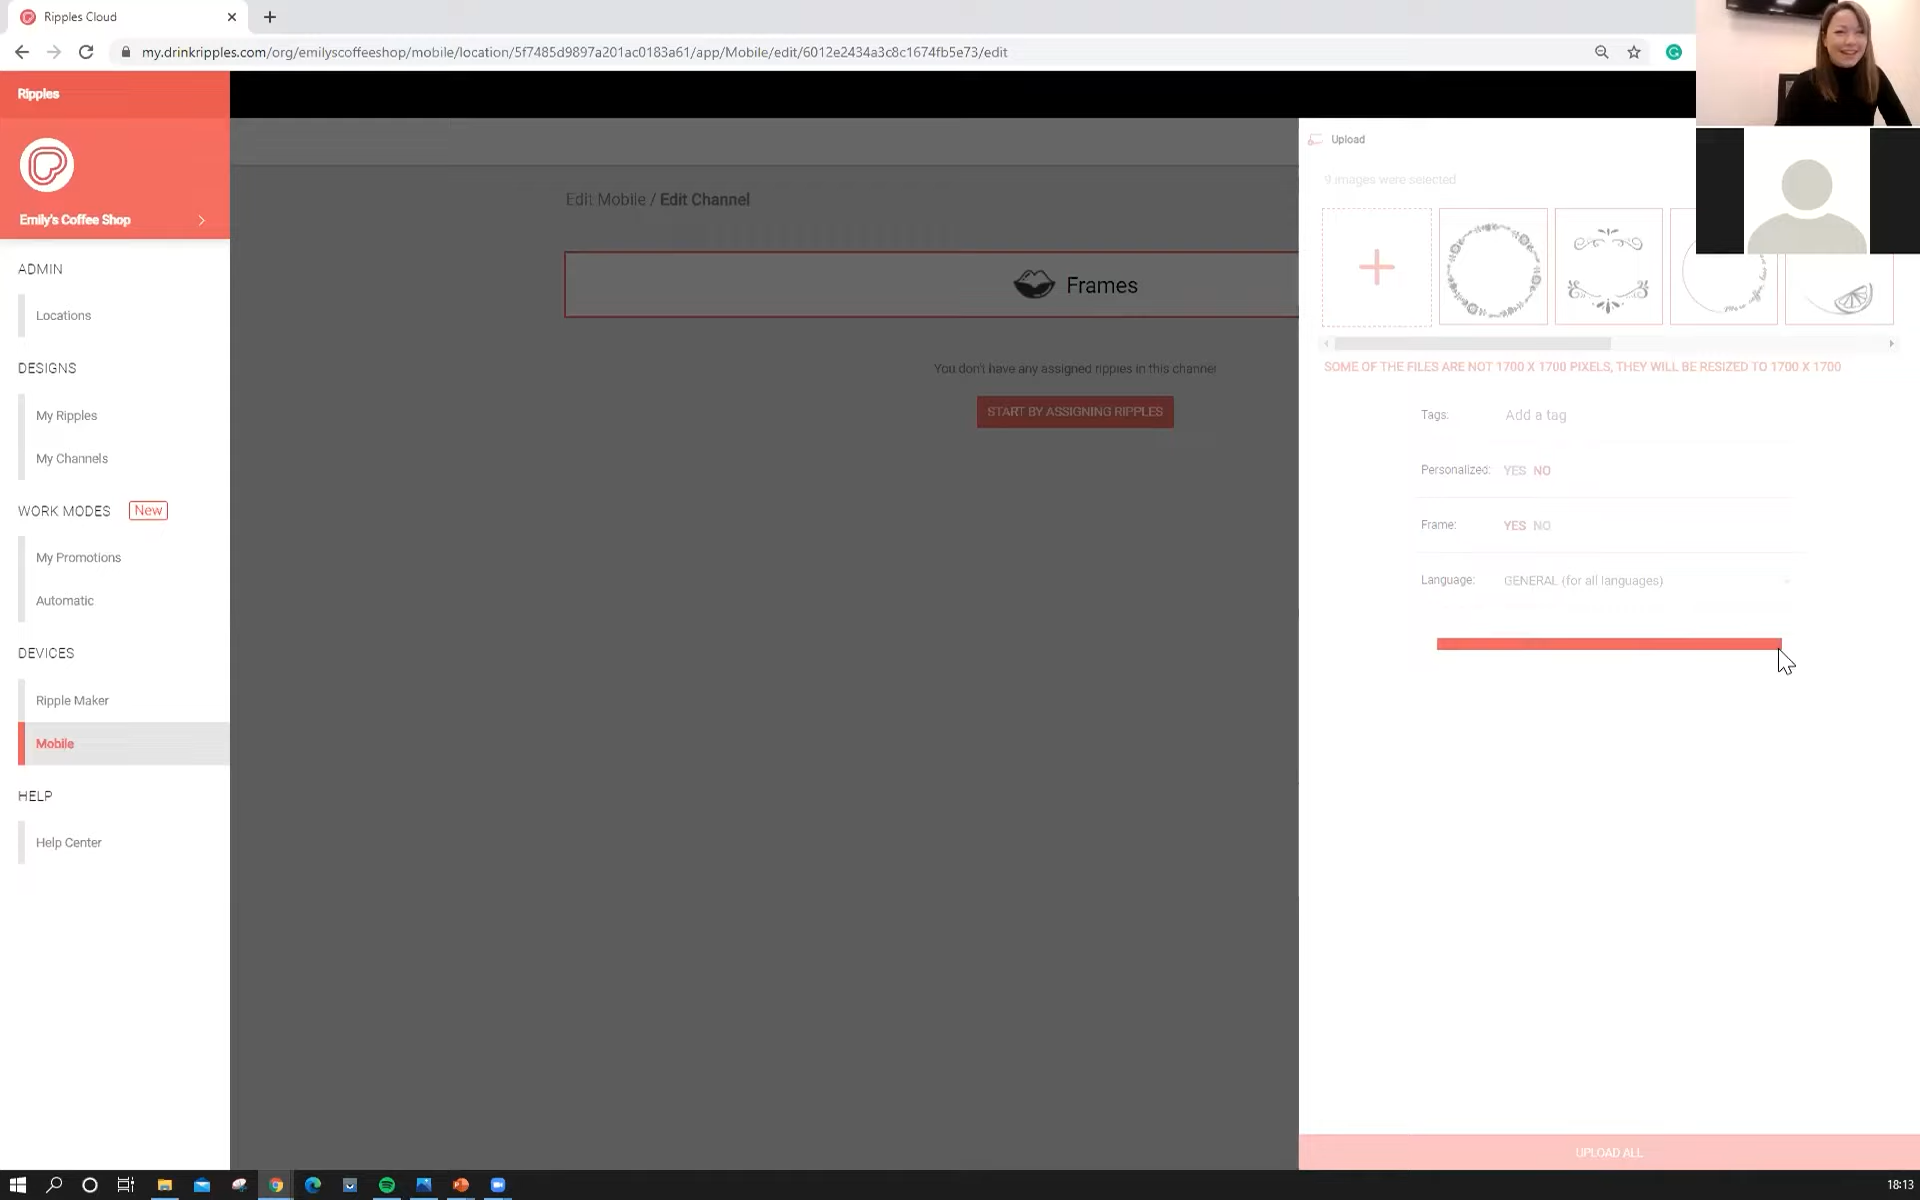 Ripples Cloud
my.drinkripples.com/org/emilyscoffeeshop/mobile/location/5f7485d9897a201ac0183a61/app/Mobile/edit/6012e2434a3c8c1674fb5e73/edit
Ripples
Emily's Coffee Shop
ADMIN
Locations
DESIGNS
My Ripples
My Channels
WORK MODES New
My Promotions
Automatic
DEVICES
Ripple Maker
Mobile
HELP
Help Center
Edit Mobile / Edit Channel
Frames
You don't have any assigned ripples in this channel
START BY ASSIGNING RIPPLES
Upload
9 images were selected
SOME OF THE FILES ARE NOT 1700 X 1700 PIXELS, THEY WILL BE RESIZED TO 1700 X 1700
Tags: Add a tag
Personalized: YES NO
Frame: YES NO
Language: GENERAL (for all languages)
UPLOAD ALL
18:13